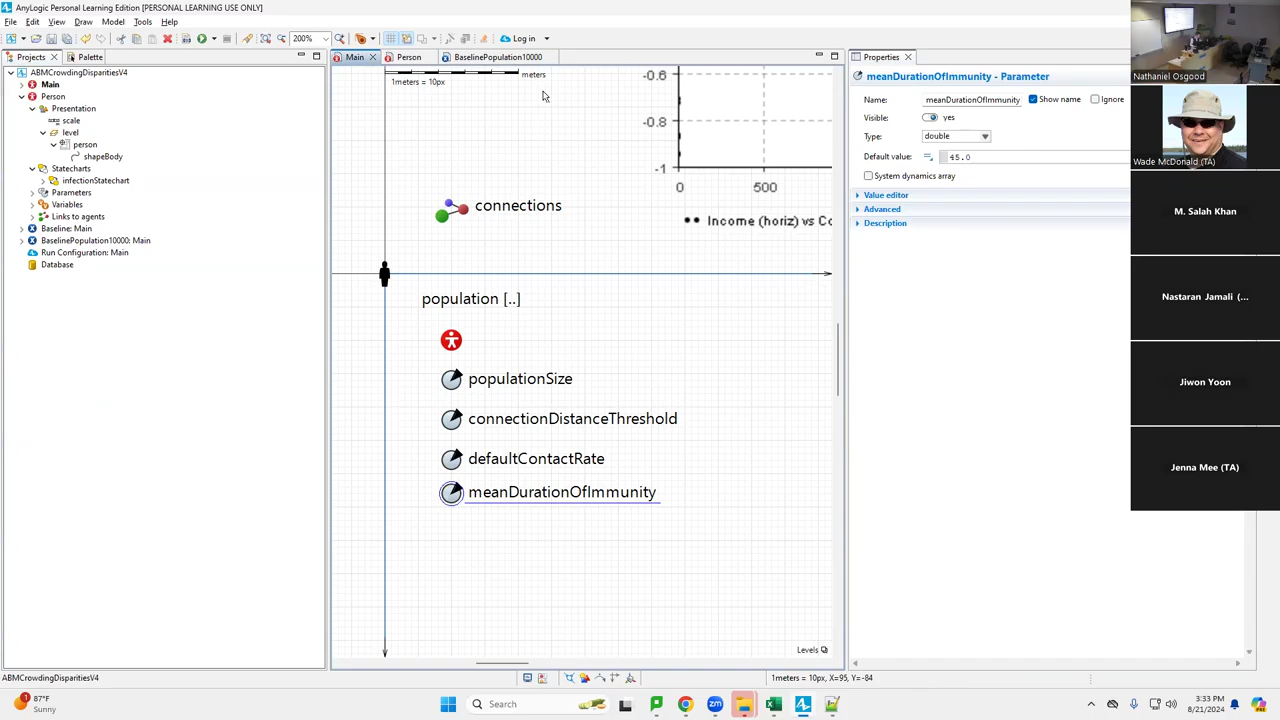 AnyLogic Personal Learning Edition [PERSONAL LEARNING USE ONLY]
File Edit View Draw Model Tools Help
200%
Log in
Projects
Palette
Main
Person
BaselinePopulation10000
Properties
ABMCrowdingDisparitiesV4
Main
Person
Presentation
scale
level
person
shapeBody
Statecharts
infectionStatechart
Parameters
Variables
Links to agents
Baseline: Main
BaselinePopulation10000: Main
Run Configuration: Main
Database
1meters = 10px
meters
-0.6
-0.8
-1
0
500
Income (horiz) vs Co
connections
population [..]
populationSize
connectionDistanceThreshold
defaultContactRate
meanDurationOfImmunity
Levels
meanDurationOfImmunity - Parameter
Name: meanDurationOfImmunity Show name Ignore
Visible: yes
Type: double
Default value: 45.0
System dynamics array
Value editor
Advanced
Description
Nathaniel Osgood
Wade McDonald (TA)
M. Salah Khan
Nastaran Jamali (...
Jiwon Yoon
Jenna Mee (TA)
ABMCrowdingDisparitiesV4
1meters = 10px, X=95, Y=-84
1
87°F
Sunny
Search
3:33 PM
8/21/2024